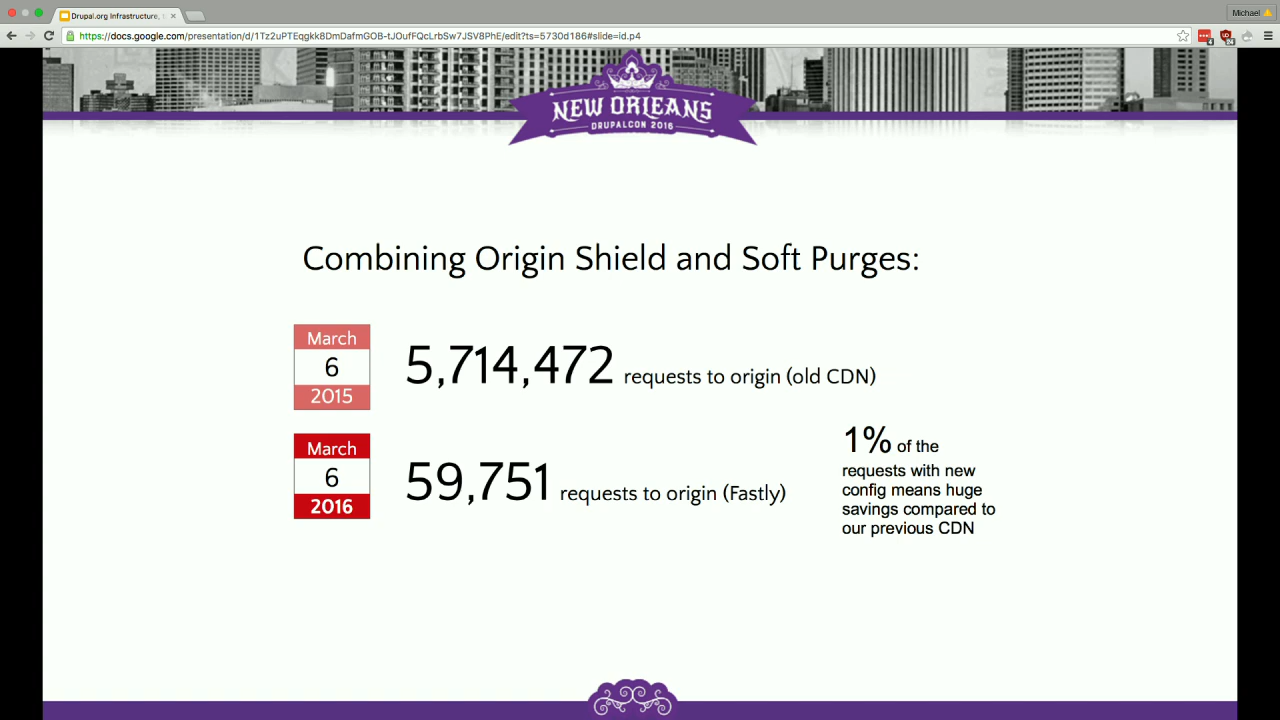 Drupal.org Infrastructure,
Michael
https://docs.google.com/presentation/d/1Tz2uPTEqgkk8DmDafmGOB-tJOufFQcLrbSw7JSV8PhE/edit?ts=5730d186#slide=id.p4
4
24
NEW ORLEANS
DRUPALCON 2016
Combining Origin Shield and Soft Purges:
March
6
2015
5,714,472 requests to origin (old CDN)
March
6
2016
59,751 requests to origin (Fastly)
1% of the
requests with new
config means huge
savings compared to
our previous CDN